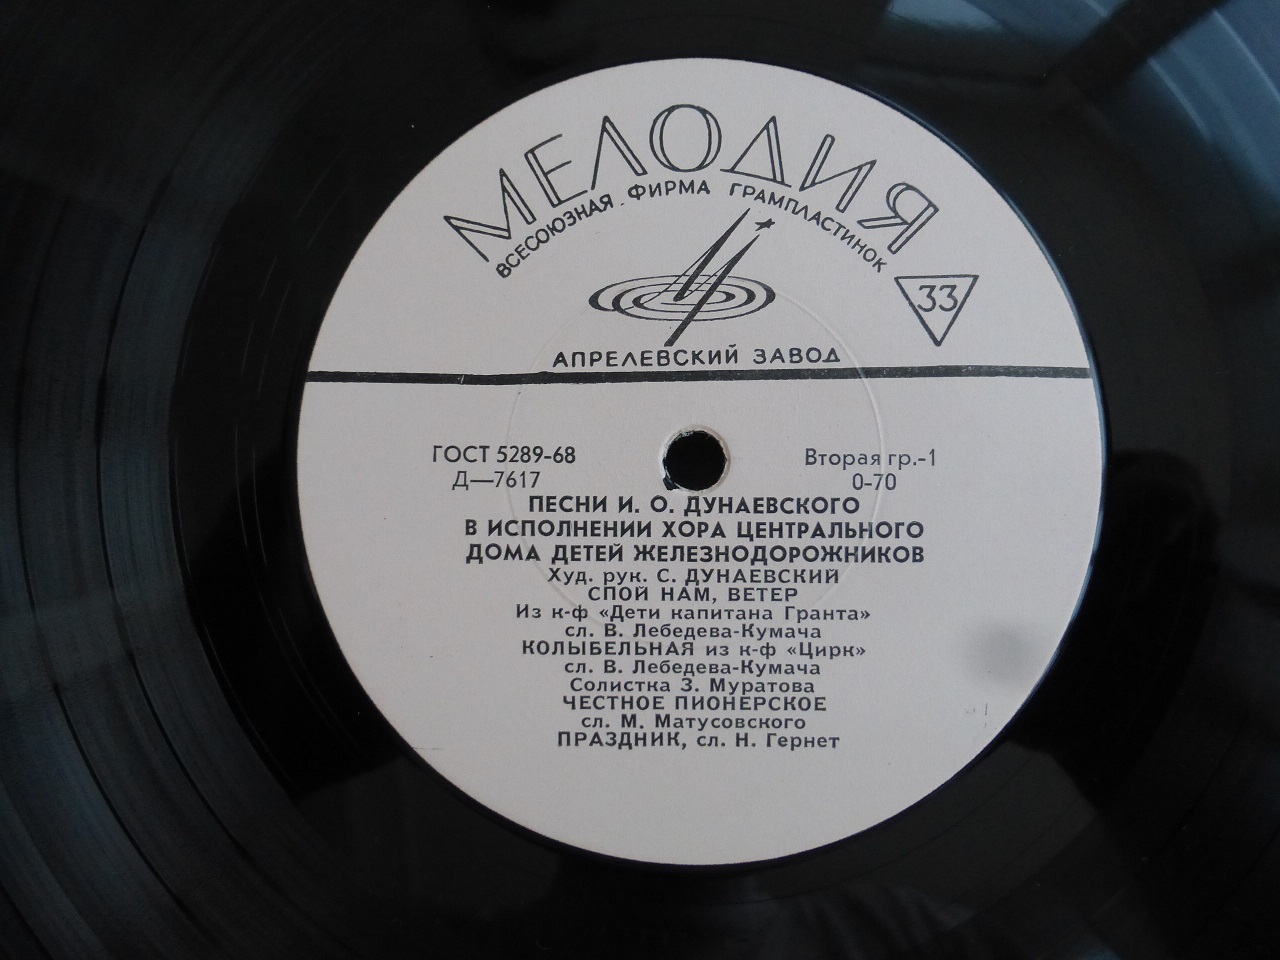 МЕЛОДИЯ
ВСЕСОЮЗНАЯ ФИРМА ГРАМПЛАСТИНОК
33
АПРЕЛЕВСКИЙ ЗАВОД
ГОСТ 5289-68
Д—7617
Вторая гр.-1
0-70
ПЕСНИ И. О. ДУНАЕВСКОГО
В ИСПОЛНЕНИИ ХОРА ЦЕНТРАЛЬНОГО
ДОМА ДЕТЕЙ ЖЕЛЕЗНОДОРОЖНИКОВ
Худ. рук. С. ДУНАЕВСКИЙ
СПОЙ НАМ, ВЕТЕР
Из к-ф «Дети капитана Гранта»
сл. В. Лебедева-Кумача
КОЛЫБЕЛЬНАЯ из к-ф «Цирк»
сл. В. Лебедева-Кумача
Солистка З. Муратова
ЧЕСТНОЕ ПИОНЕРСКОЕ
сл. М. Матусовского
ПРАЗДНИК, сл. Н. Гернет